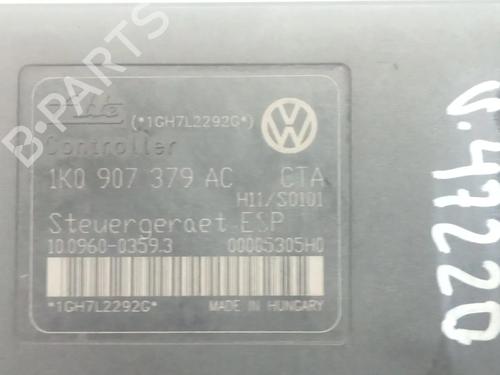 Ate (*1GH7L2292G*)
Controller
1K0 907 379 AC CTA
H11/S0101
Steuergeraet ESP
10.0960-0359.3 00005305H0
*1GH7L2292G* MADE IN HUNGARY
B-PARTS
V.47220